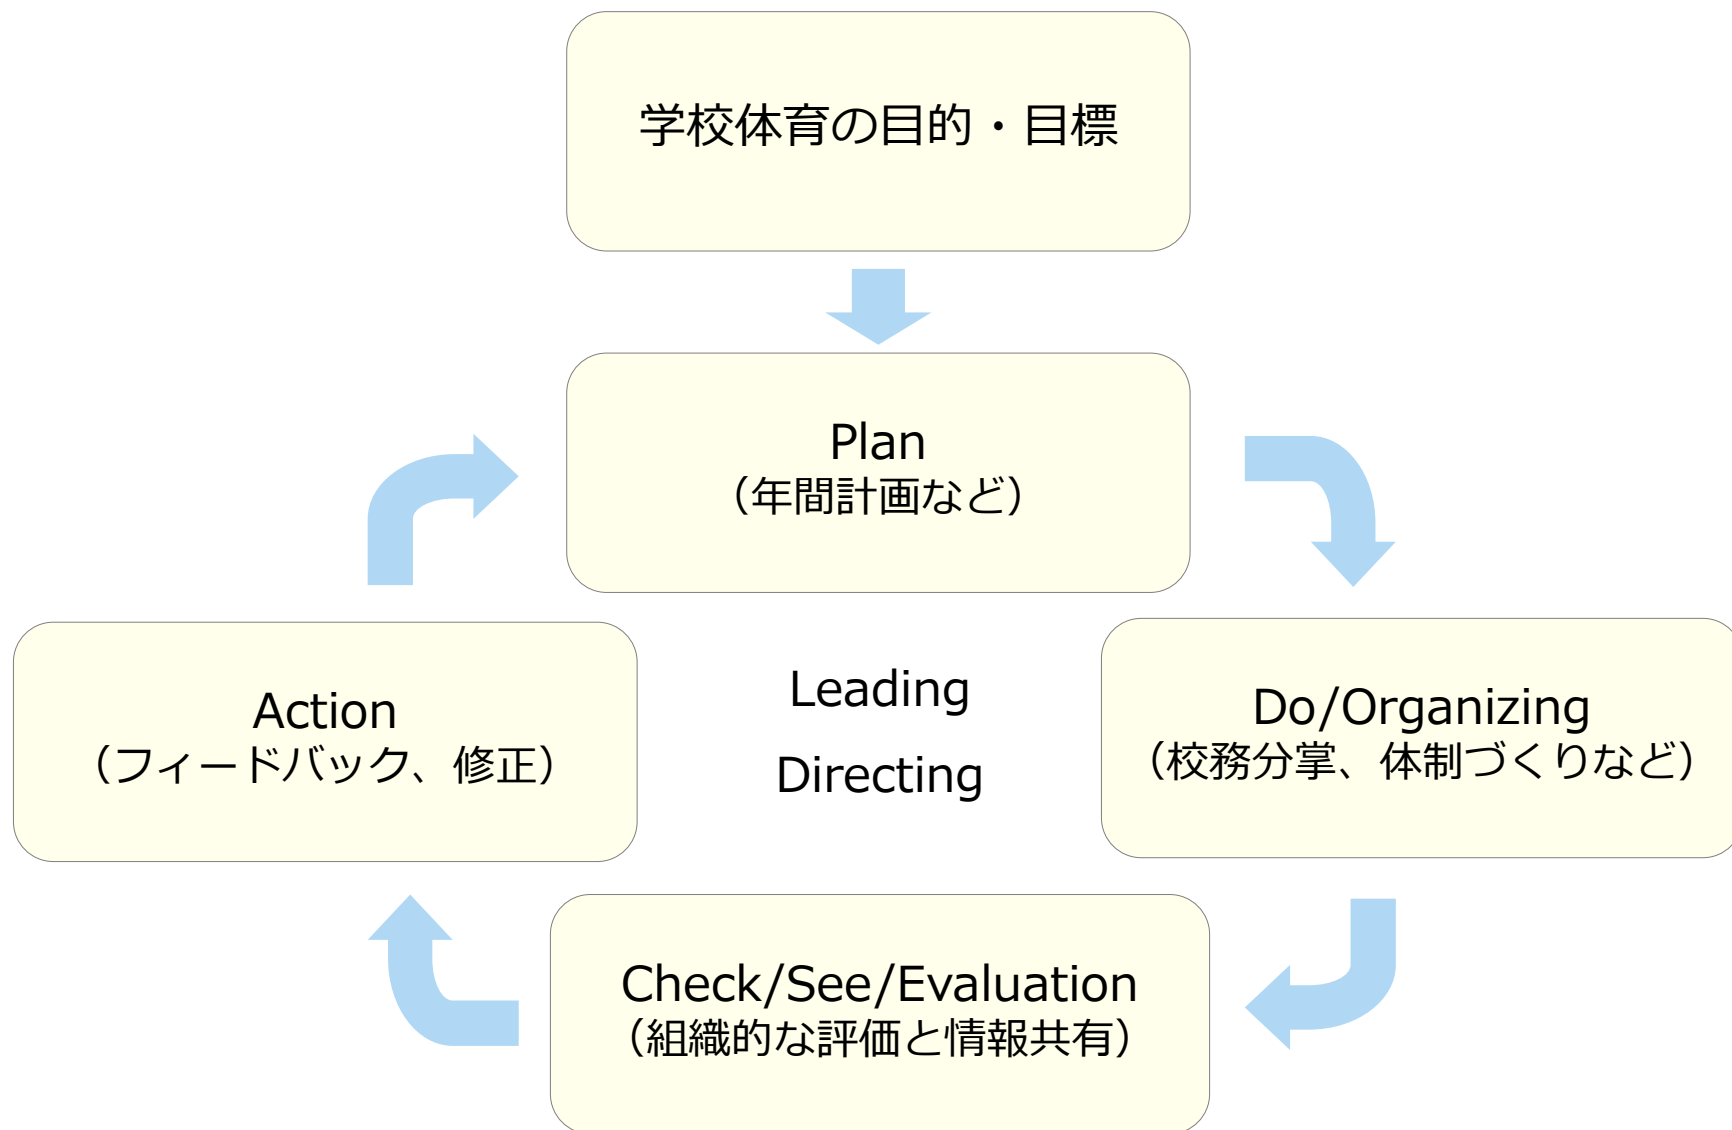 学校体育の目的・目標
Plan
（年間計画など）
Action
（フィードバック、修正）
Leading
Directing
Do/Organizing
（校務分掌、体制づくりなど）
Check/See/Evaluation
（組織的な評価と情報共有）